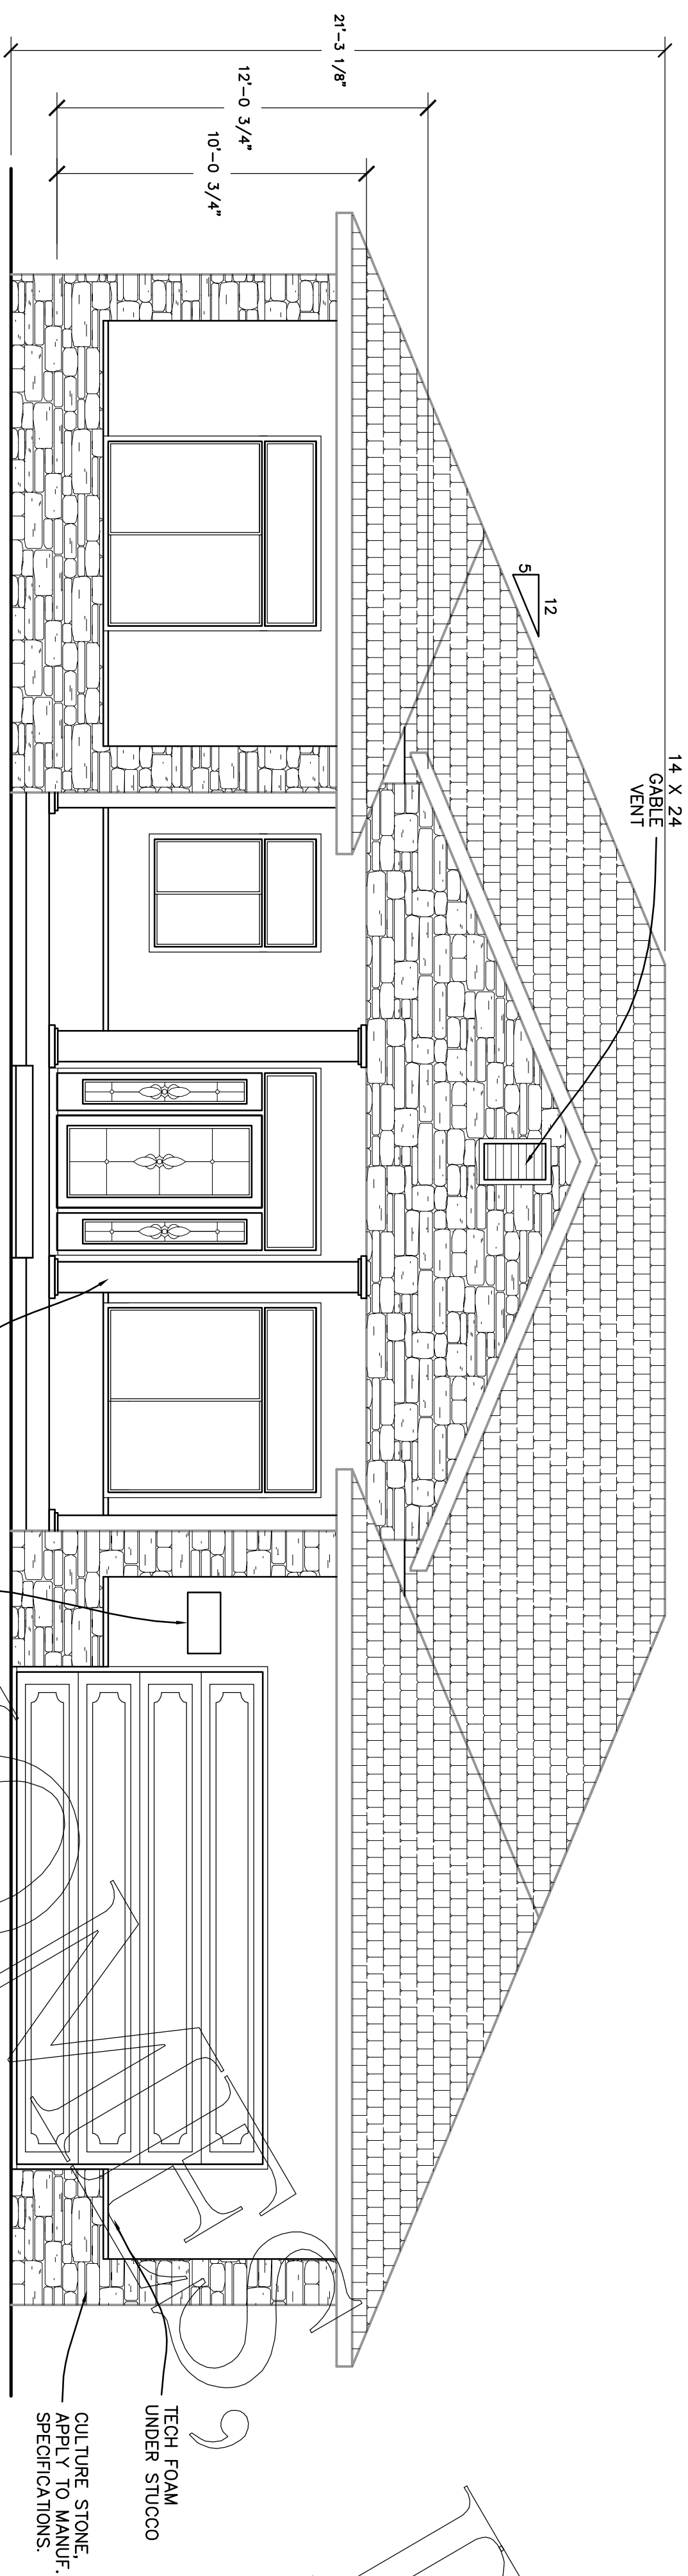 21'-3 1/8"
12'-0 3/4"
10'-0 3/4"
12
5
14 X 24
GABLE
VENT
TECH FOAM
UNDER STUCCO
CULTURE STONE,
APPLY TO MANUF.
SPECIFICATIONS.